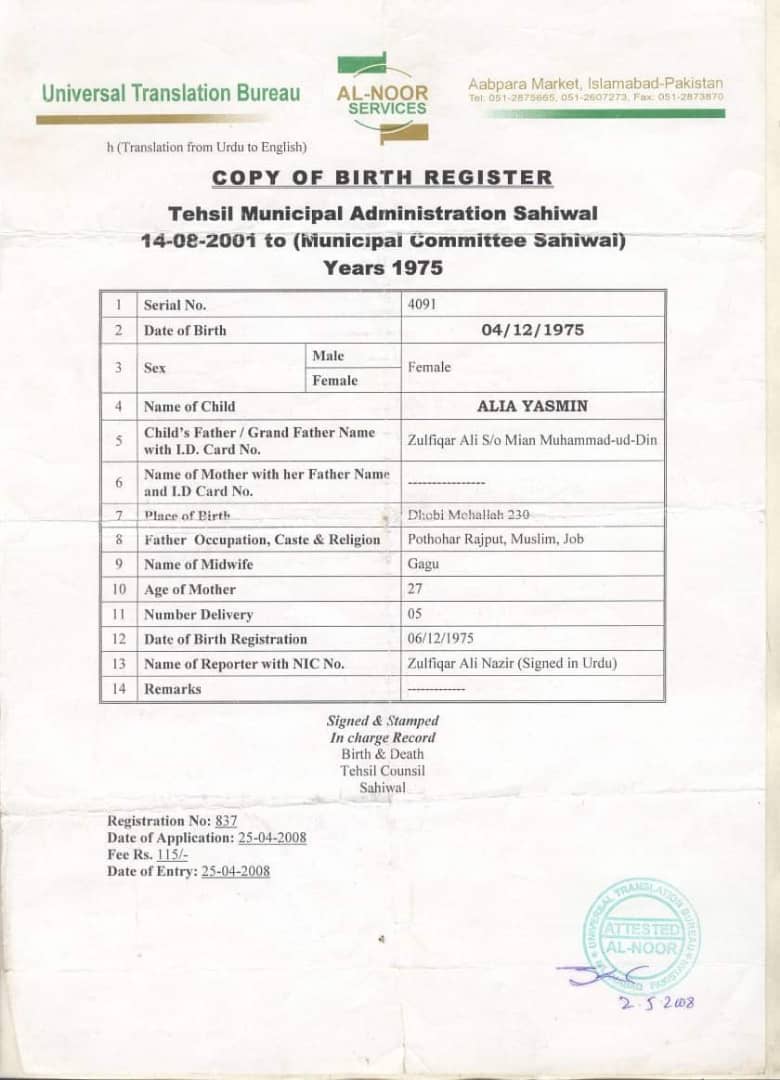 Universal Translation Bureau
AL-NOOR
SERVICES
Aabpara Market, Islamabad-Pakistan
Tel: 051-2875665, 051-2607273, Fax: 051-2873870
h (Translation from Urdu to English)
COPY OF BIRTH REGISTER
Tehsil Municipal Administration Sahiwal
14-08-2001 to (Municipal Committee Sahiwal)
Years 1975
1 Serial No. 4091
2 Date of Birth 04/12/1975
3 Sex Male Female Female
4 Name of Child ALIA YASMIN
5 Child's Father / Grand Father Name with I.D. Card No. Zulfiqar Ali S/o Mian Muhammad-ud-Din
6 Name of Mother with her Father Name and I.D Card No. ----------------
7 Place of Birth Dhobi Mohallah 230
8 Father Occupation, Caste & Religion Pothohar Rajput, Muslim, Job
9 Name of Midwife Gagu
10 Age of Mother 27
11 Number Delivery 05
12 Date of Birth Registration 06/12/1975
13 Name of Reporter with NIC No. Zulfiqar Ali Nazir (Signed in Urdu)
14 Remarks ------------
Signed & Stamped
In charge Record
Birth & Death
Tehsil Counsil
Sahiwal
Registration No: 837
Date of Application: 25-04-2008
Fee Rs. 115/-
Date of Entry: 25-04-2008
UNIVERSAL TRANSLATION BUREAU
ATTESTED
AL-NOOR
PAKISTAN
2.5.2008